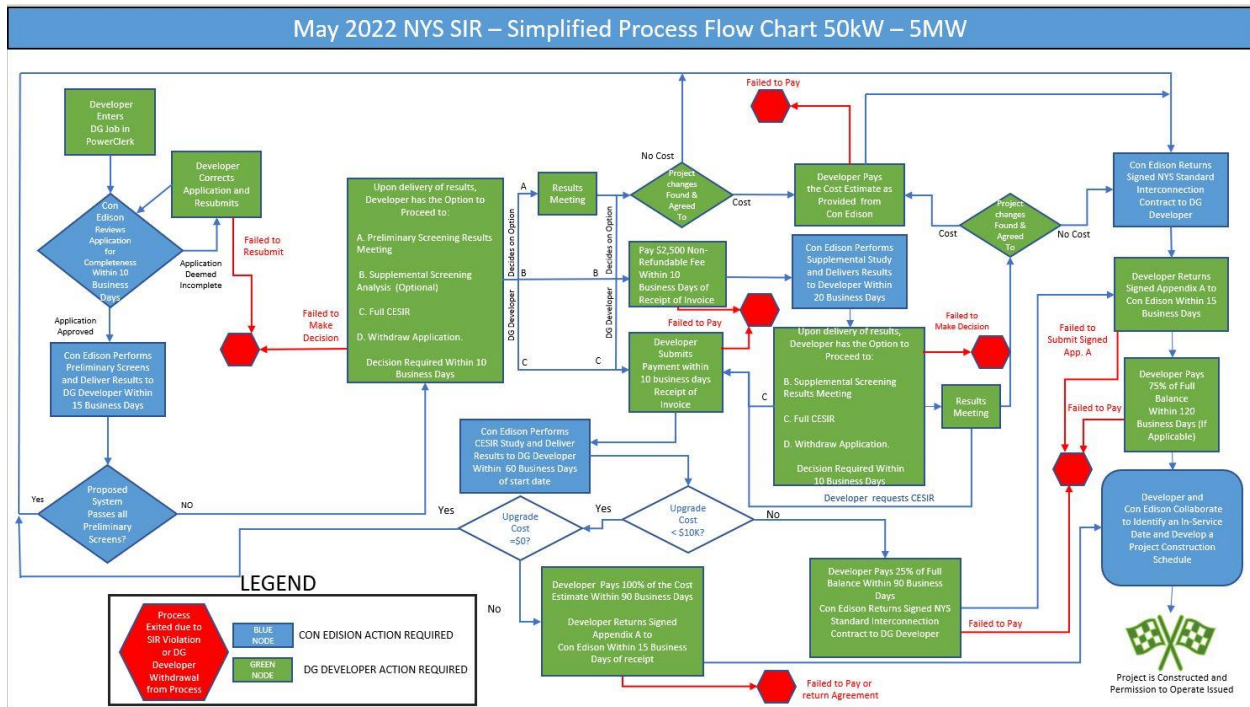 May 2022 NYS SIR – Simplified Process Flow Chart 50kW – 5MW
Developer
Enters
DG Job in
PowerClerk
Developer
Corrects
Application and
Resubmits
Con
Edison
Reviews
Application
for
Completeness
Within 10
Business
Days
Application
Deemed
Incomplete
Failed to
Resubmit
Application
Approved
Con Edison Performs
Preliminary Screens
and Deliver Results to
DG Developer Within
15 Business Days
Yes
Proposed
System
Passes all
Preliminary
Screens?
NO
Failed to
Make
Decision
Upon delivery of results,
Developer has the Option to
Proceed to:
A. Preliminary Screening Results
Meeting
B. Supplemental Screening
Analysis (Optional)
C. Full CESIR
D. Withdraw Application.
Decision Required Within 10
Business Days
A
B
C
DG Developer
Decides on Option
B
C
DG Developer
Decides on Option
Results
Meeting
No Cost
Project
changes
Found &
Agreed
To
Cost
Failed to Pay
Developer Pays
the Cost Estimate as
Provided from
Con Edison
Pay $2,500 Non-
Refundable Fee
Within 10
Business Days of
Receipt of Invoice
Con Edison Performs
Supplemental Study
and Delivers Results
to Developer Within
20 Business Days
Failed to Pay
Developer
Submits
Payment within
10 business days
Receipt of
Invoice
C
Upon delivery of results,
Developer has the Option to
Proceed to:
B. Supplemental Screening
Results Meeting
C. Full CESIR
D. Withdraw Application.
Decision Required Within
10 Business Days
Failed to
Make Decision
Results
Meeting
Developer requests CESIR
Cost
Project
changes
Found &
Agreed
To
No Cost
Con Edison Returns
Signed NYS Standard
Interconnection
Contract to DG
Developer
Developer Returns
Signed Appendix A to
Con Edison Within 15
Business Days
Failed to
Submit Signed
App. A
Developer Pays
75% of Full
Balance
Within 120
Business Days (If
Applicable)
Failed to Pay
Developer and
Con Edison Collaborate
to Identify an In-Service
Date and Develop a
Project Construction
Schedule
Project is Constructed and
Permission to Operate Issued
Con Edison Performs
CESIR Study and Deliver
Results to DG Developer
Within 60 Business Days
of start date
Yes
Upgrade
Cost
=$0?
Yes
Upgrade
Cost
< $10K?
No
No
Developer Pays 100% of the Cost
Estimate Within 90 Business Days
Developer Returns Signed
Appendix A to
Con Edison Within 15 Business
Days of receipt
Failed to Pay or
return Agreement
Developer Pays 25% of Full
Balance Within 90 Business
Days
Con Edison Returns Signed NYS
Standard Interconnection
Contract to DG Developer
Failed to Pay
LEGEND
Process
Exited due to
SIR Violation
or DG
Developer
Withdrawal
from Process
BLUE
NODE
CON EDISION ACTION REQUIRED
GREEN
NODE
DG DEVELOPER ACTION REQUIRED